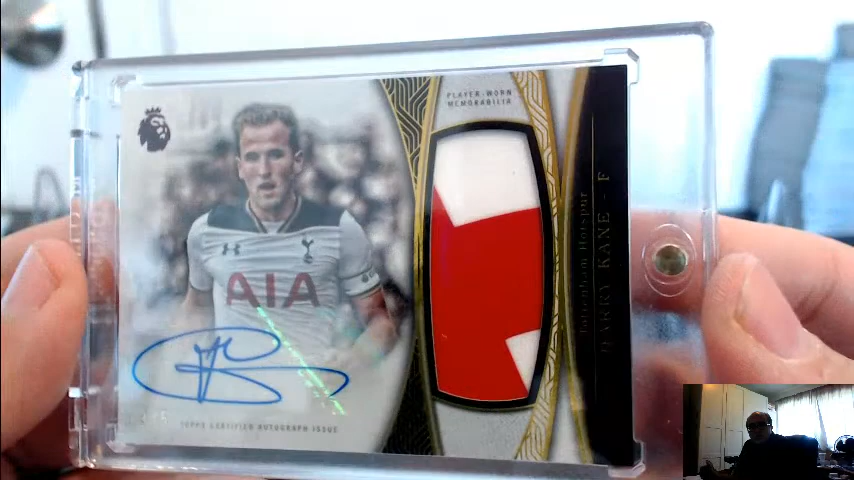 PLAYER-WORN
MEMORABILIA
AIA
Tottenham Hotspur
HARRY KANE - F
TOPPS CERTIFIED AUTOGRAPH ISSUE